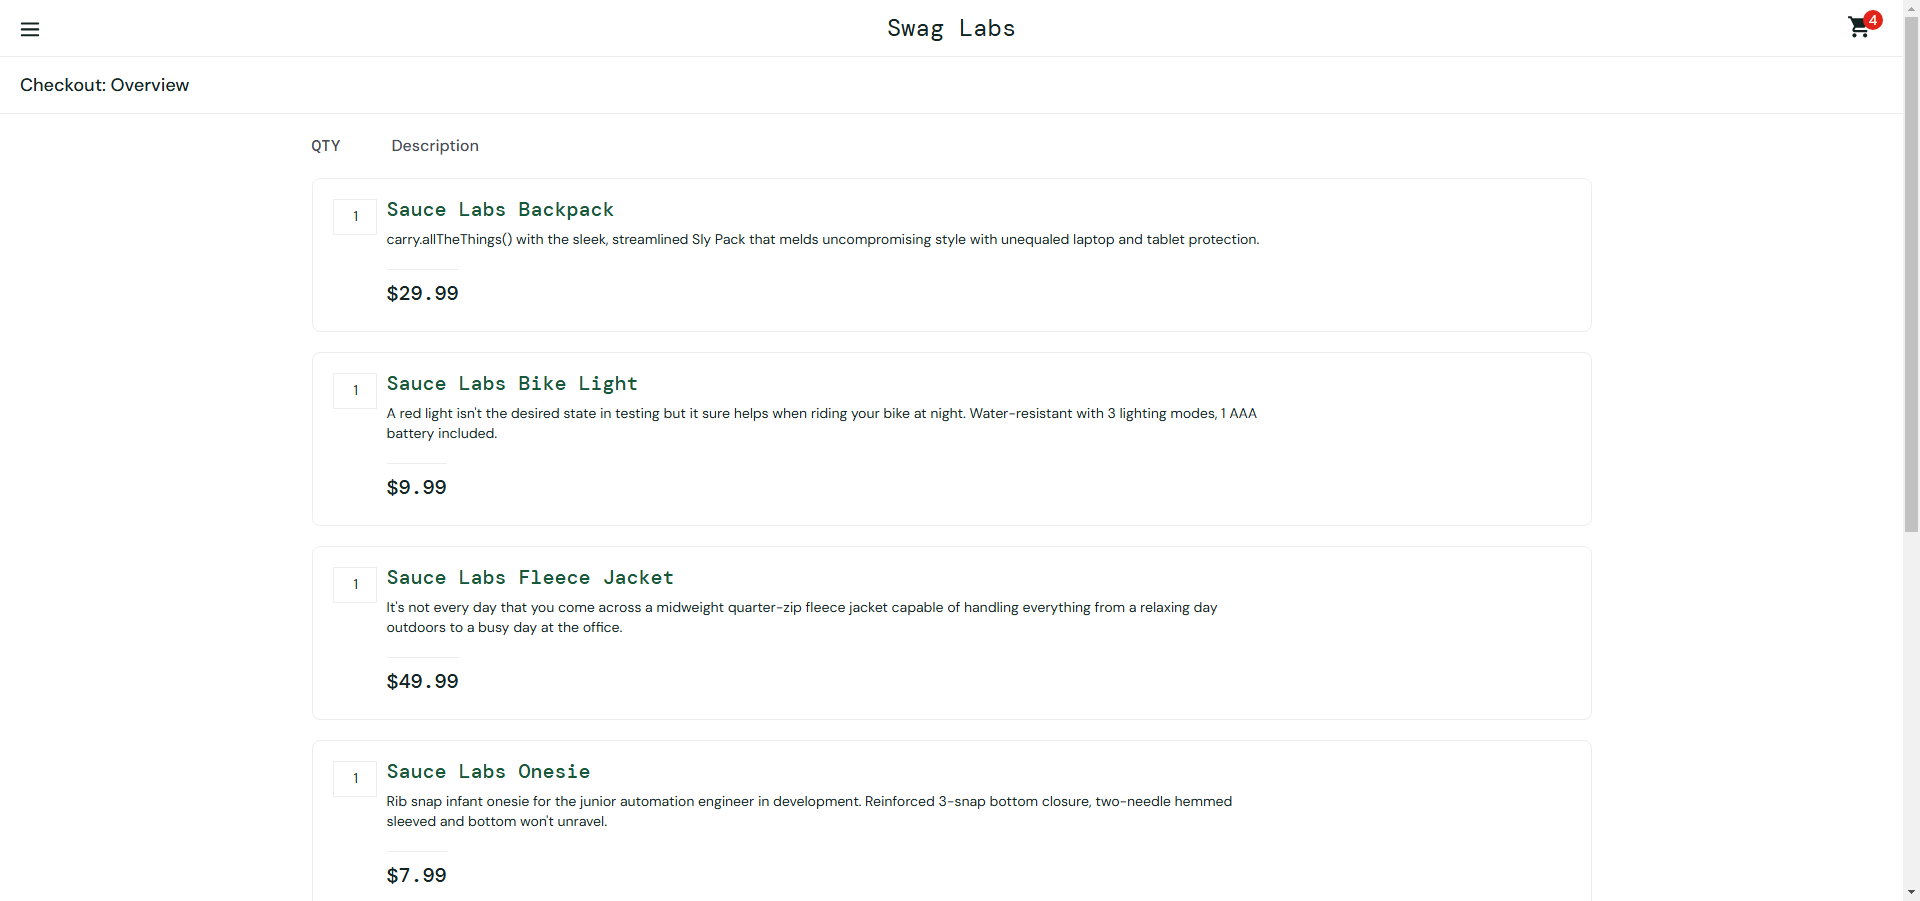 Swag Labs
4
Checkout: Overview
QTY Description
1
Sauce Labs Backpack
carry.allTheThings() with the sleek, streamlined Sly Pack that melds uncompromising style with unequaled laptop and tablet protection.
$29.99
1
Sauce Labs Bike Light
A red light isn't the desired state in testing but it sure helps when riding your bike at night. Water-resistant with 3 lighting modes, 1 AAA
battery included.
$9.99
1
Sauce Labs Fleece Jacket
It's not every day that you come across a midweight quarter-zip fleece jacket capable of handling everything from a relaxing day
outdoors to a busy day at the office.
$49.99
1
Sauce Labs Onesie
Rib snap infant onesie for the junior automation engineer in development. Reinforced 3-snap bottom closure, two-needle hemmed
sleeved and bottom won't unravel.
$7.99